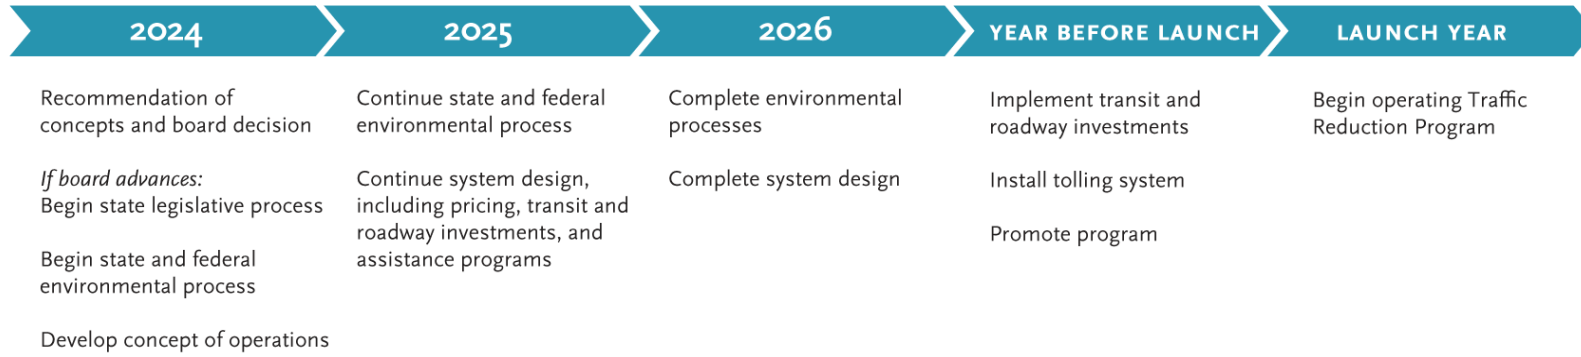 2024
Recommendation of
concepts and board decision
If board advances:
Begin state legislative process
Begin state and federal
environmental process
Develop concept of operations
2025
Continue state and federal
environmental process
Continue system design,
including pricing, transit and
roadway investments, and
assistance programs
2026
Complete environmental
processes
Complete system design
YEAR BEFORE LAUNCH
Implement transit and
roadway investments
Install tolling system
Promote program
LAUNCH YEAR
Begin operating Traffic
Reduction Program